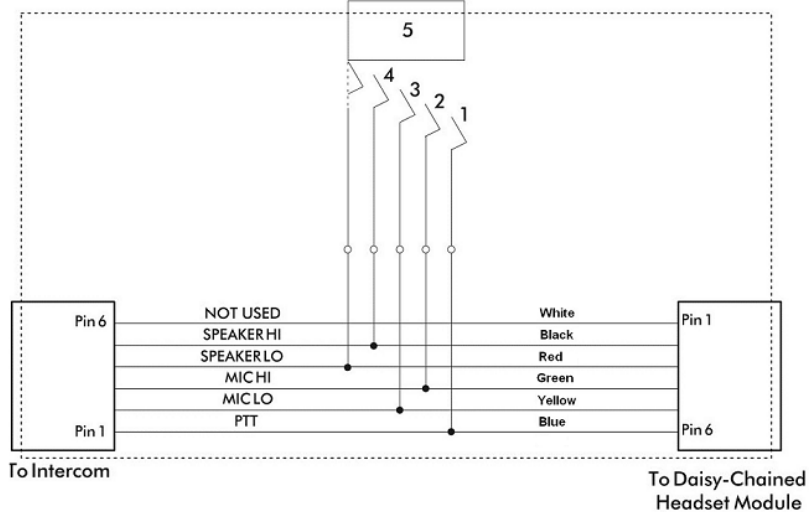 5
4
3
2
1
Pin 6
NOT USED
White
Pin 1
SPEAKER HI
Black
SPEAKER LO
Red
MIC HI
Green
MIC LO
Yellow
Pin 1
PTT
Blue
Pin 6
To Intercom
To Daisy-Chained
Headset Module